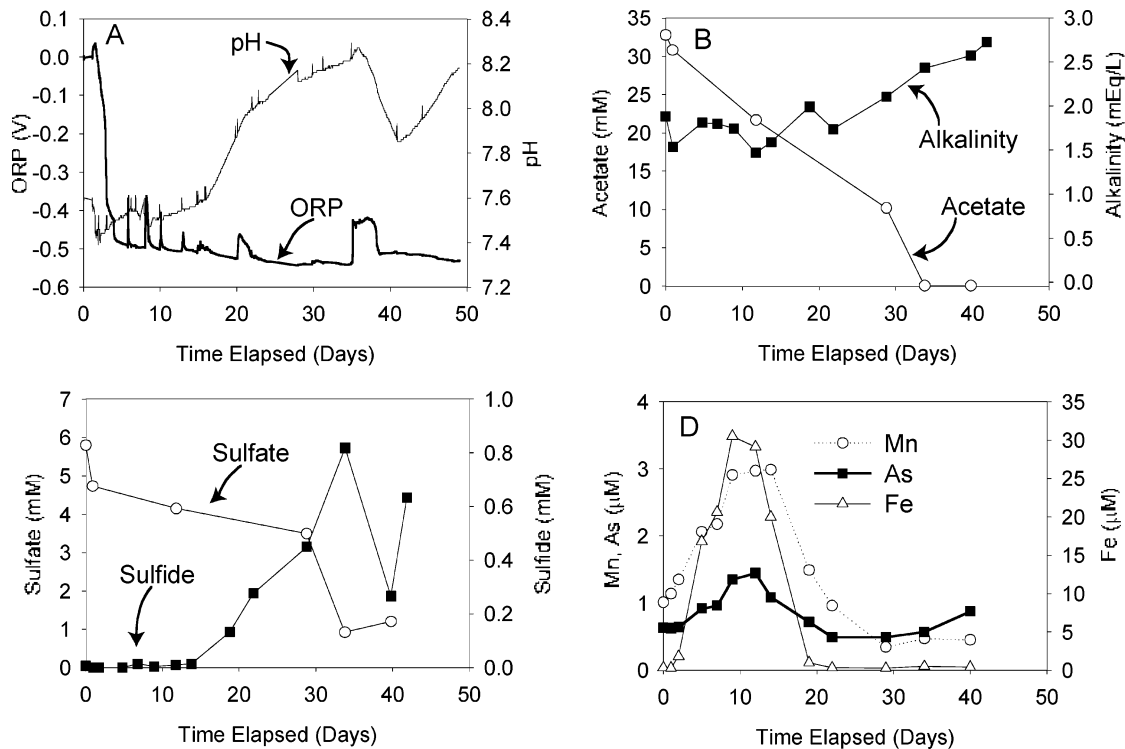 A
0.1
0.0
-0.1
-0.2
-0.3
-0.4
-0.5
-0.6
ORP (V)
8.4
8.2
8.0
7.8
7.6
7.4
7.2
pH
pH
ORP
0 10 20 30 40 50
Time Elapsed (Days)
B
40
35
30
25
20
15
10
5
0
Acetate (mM)
3.0
2.5
2.0
1.5
1.0
0.5
0.0
Alkalinity (mEq/L)
Alkalinity
Acetate
0 10 20 30 40 50
Time Elapsed (Days)
7
6
5
4
3
2
1
0
Sulfate (mM)
1.0
0.8
0.6
0.4
0.2
0.0
Sulfide (mM)
Sulfate
Sulfide
0 10 20 30 40 50
Time Elapsed (Days)
D
4
3
2
1
0
Mn, As (μM)
35
30
25
20
15
10
5
0
Fe (μM)
Mn
As
Fe
0 10 20 30 40 50
Time Elapsed (Days)